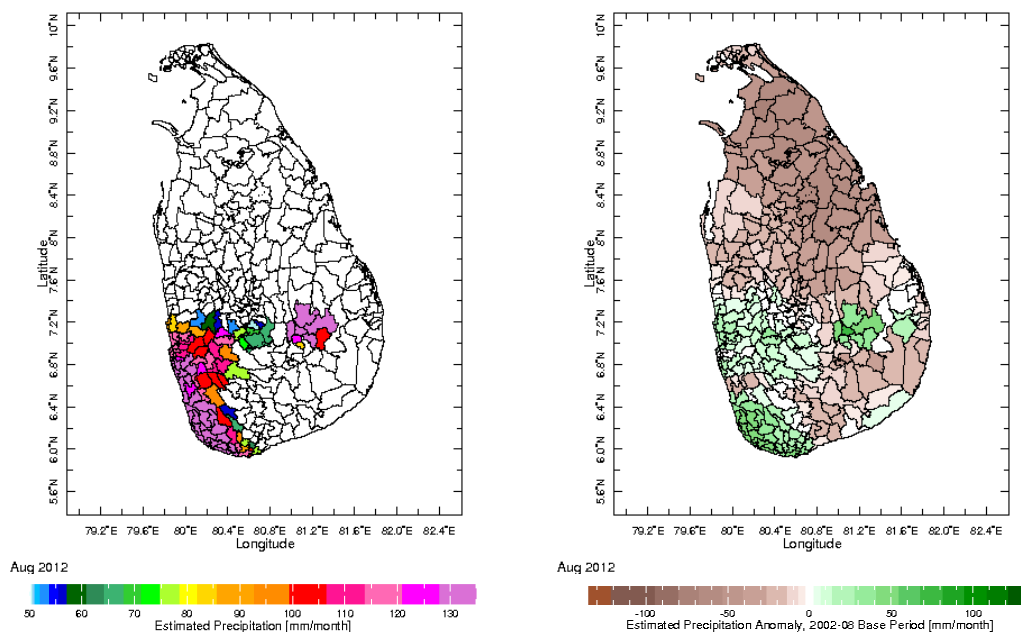 10°N
9.6°N
9.2°N
8.8°N
8.4°N
8°N
7.6°N
7.2°N
6.8°N
6.4°N
6.0°N
5.6°N
Latitude
79.2°E 79.6°E 80°E 80.4°E 80.8°E 81.2°E 81.6°E 82.0°E 82.4°E
Longitude
Aug 2012
50 60 70 80 90 100 110 120 130
Estimated Precipitation [mm/month]
10°N
9.6°N
9.2°N
8.8°N
8.4°N
8°N
7.6°N
7.2°N
6.8°N
6.4°N
6.0°N
5.6°N
Latitude
79.2°E 79.6°E 80°E 80.4°E 80.8°E 81.2°E 81.6°E 82.0°E 82.4°E
Longitude
Aug 2012
-100 -50 0 50 100
Estimated Precipitation Anomaly, 2002-08 Base Period [mm/month]